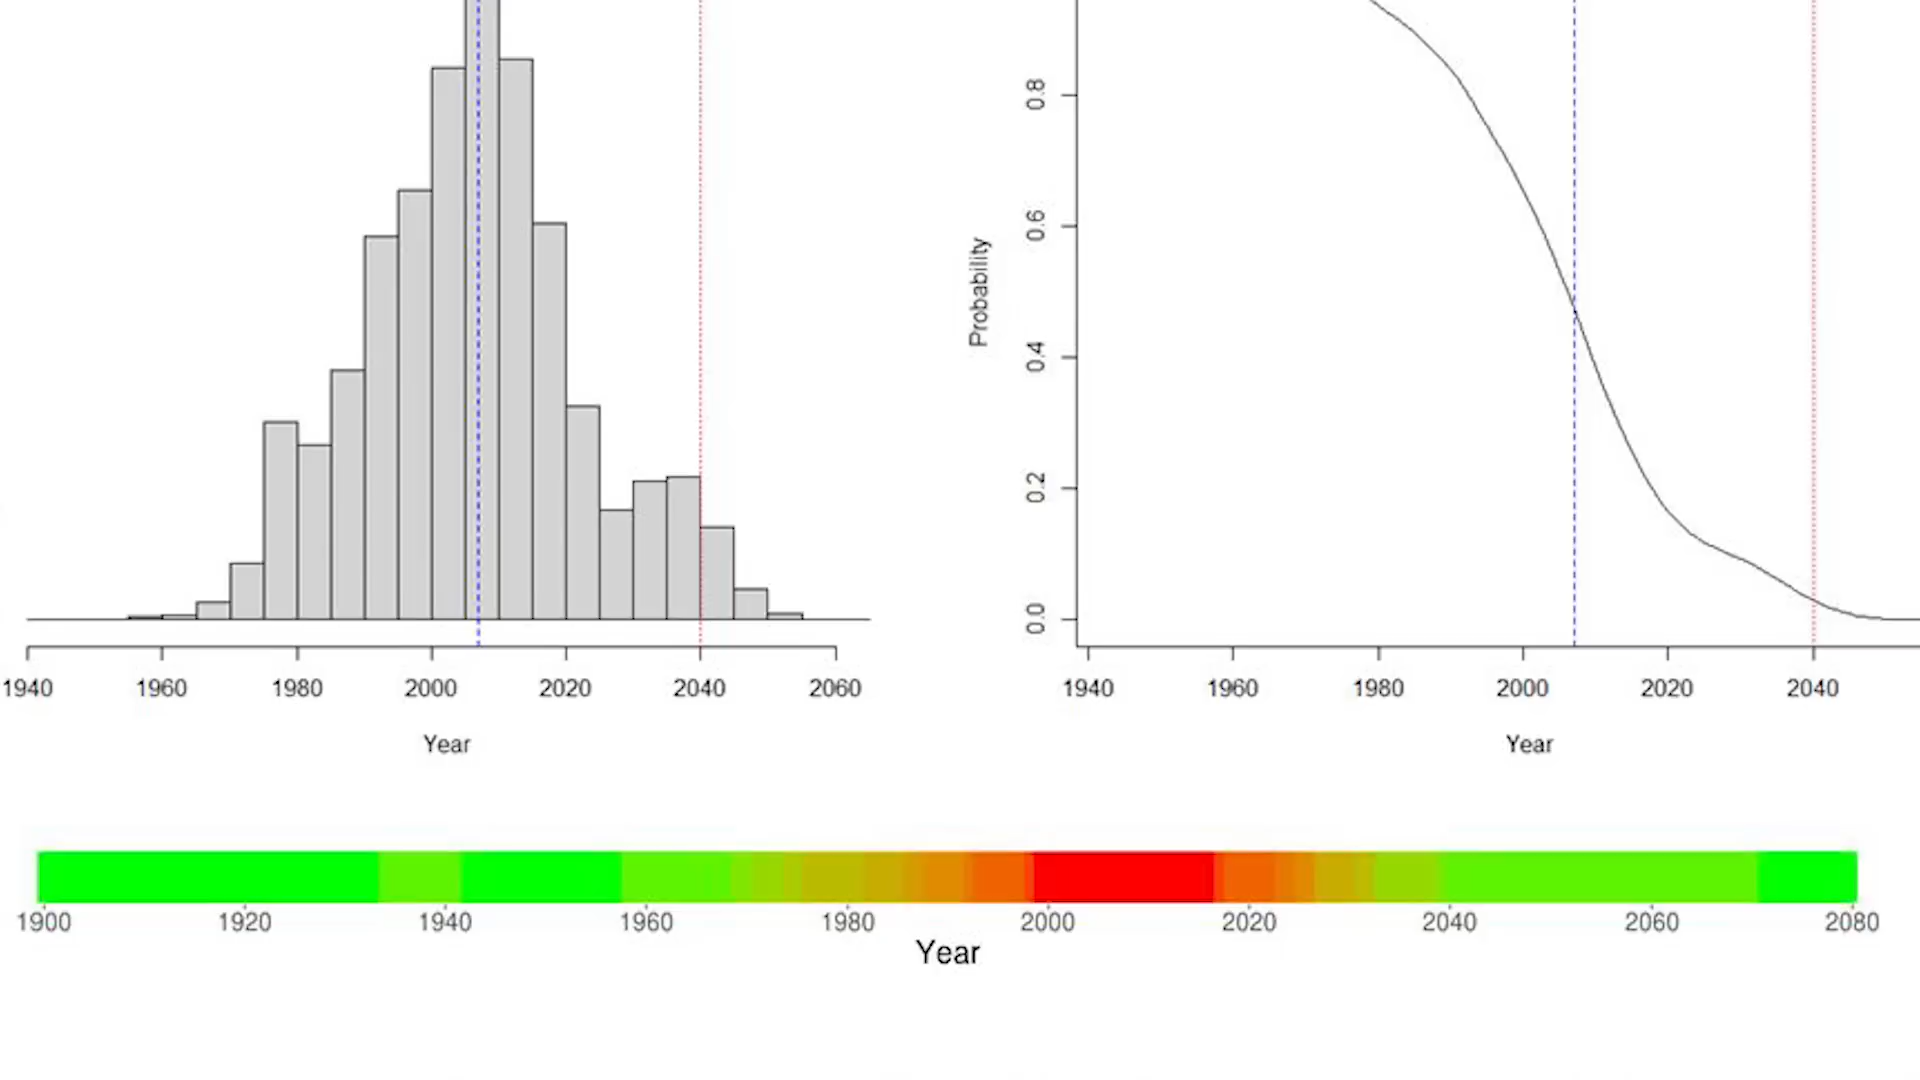 0.8
0.6
0.4
0.2
0.0
Probability
1940 1960 1980 2000 2020 2040 2060
Year
1940 1960 1980 2000 2020 2040
Year
1900 1920 1940 1960 1980 2000 2020 2040 2060 2080
Year